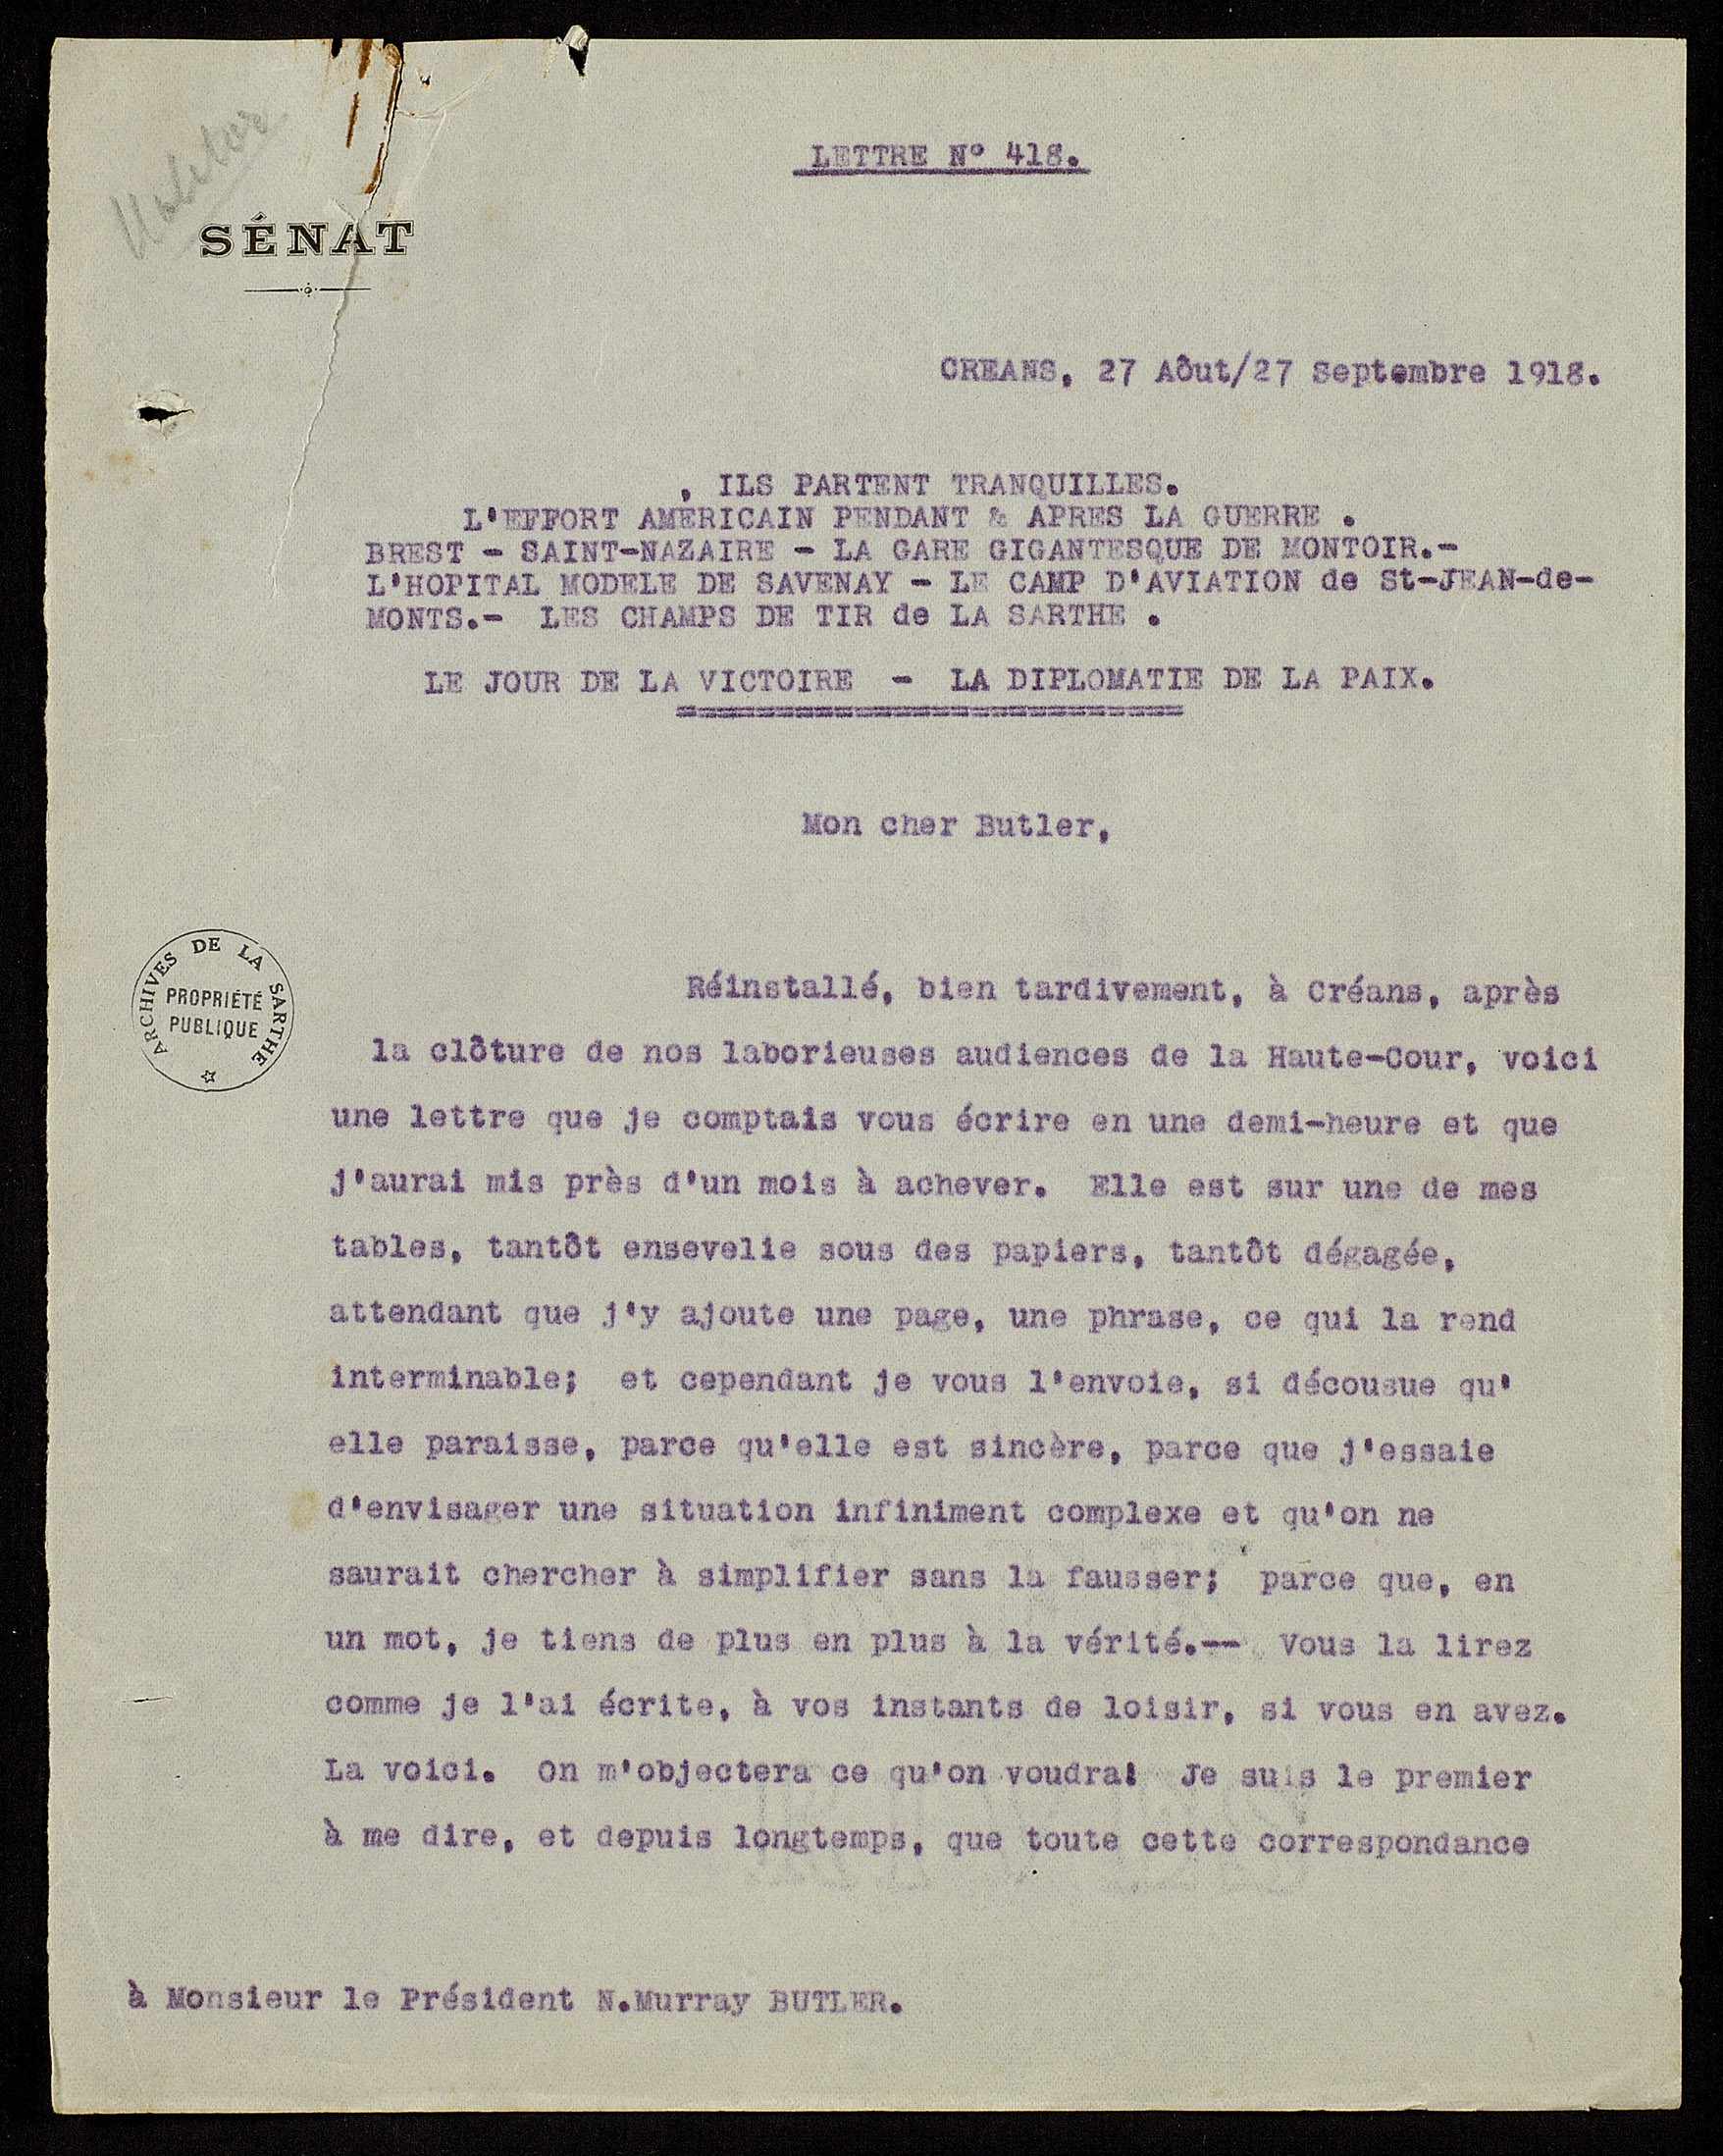 LETTRE N° 418.
SÉNAT
CREANS, 27 Aôut/27 Septembre 1918.
, ILS PARTENT TRANQUILLES.
L'EFFORT AMERICAIN PENDANT & APRES LA GUERRE .
BREST - SAINT-NAZAIRE - LA GARE GIGANTESQUE DE MONTOIR.-
L'HOPITAL MODELE DE SAVENAY - LE CAMP D'AVIATION de St-JEAN-de-
MONTS.- LES CHAMPS DE TIR de LA SARTHE .
LE JOUR DE LA VICTOIRE - LA DIPLOMATIE DE LA PAIX.
Mon cher Butler,
ARCHIVES DE LA SARTHE
PROPRIÉTÉ
PUBLIQUE
Réinstallé, bien tardivement, à Créans, après
la clôture de nos laborieuses audiences de la Haute-Cour, voici
une lettre que je comptais vous écrire en une demi-heure et que
j'aurai mis près d'un mois à achever. Elle est sur une de mes
tables, tantôt ensevelie sous des papiers, tantôt dégagée,
attendant que j'y ajoute une page, une phrase, ce qui la rend
interminable; et cependant je vous l'envoie, si décousue qu'
elle paraisse, parce qu'elle est sincère, parce que j'essaie
d'envisager une situation infiniment complexe et qu'on ne
saurait chercher à simplifier sans la fausser; parce que, en
un mot, je tiens de plus en plus à la vérité.-- Vous la lirez
comme je l'ai écrite, à vos instants de loisir, si vous en avez.
La voici. On m'objectera ce qu'on voudra! Je suis le premier
à me dire, et depuis longtemps, que toute cette correspondance
à Monsieur le Président N.Murray BUTLER.